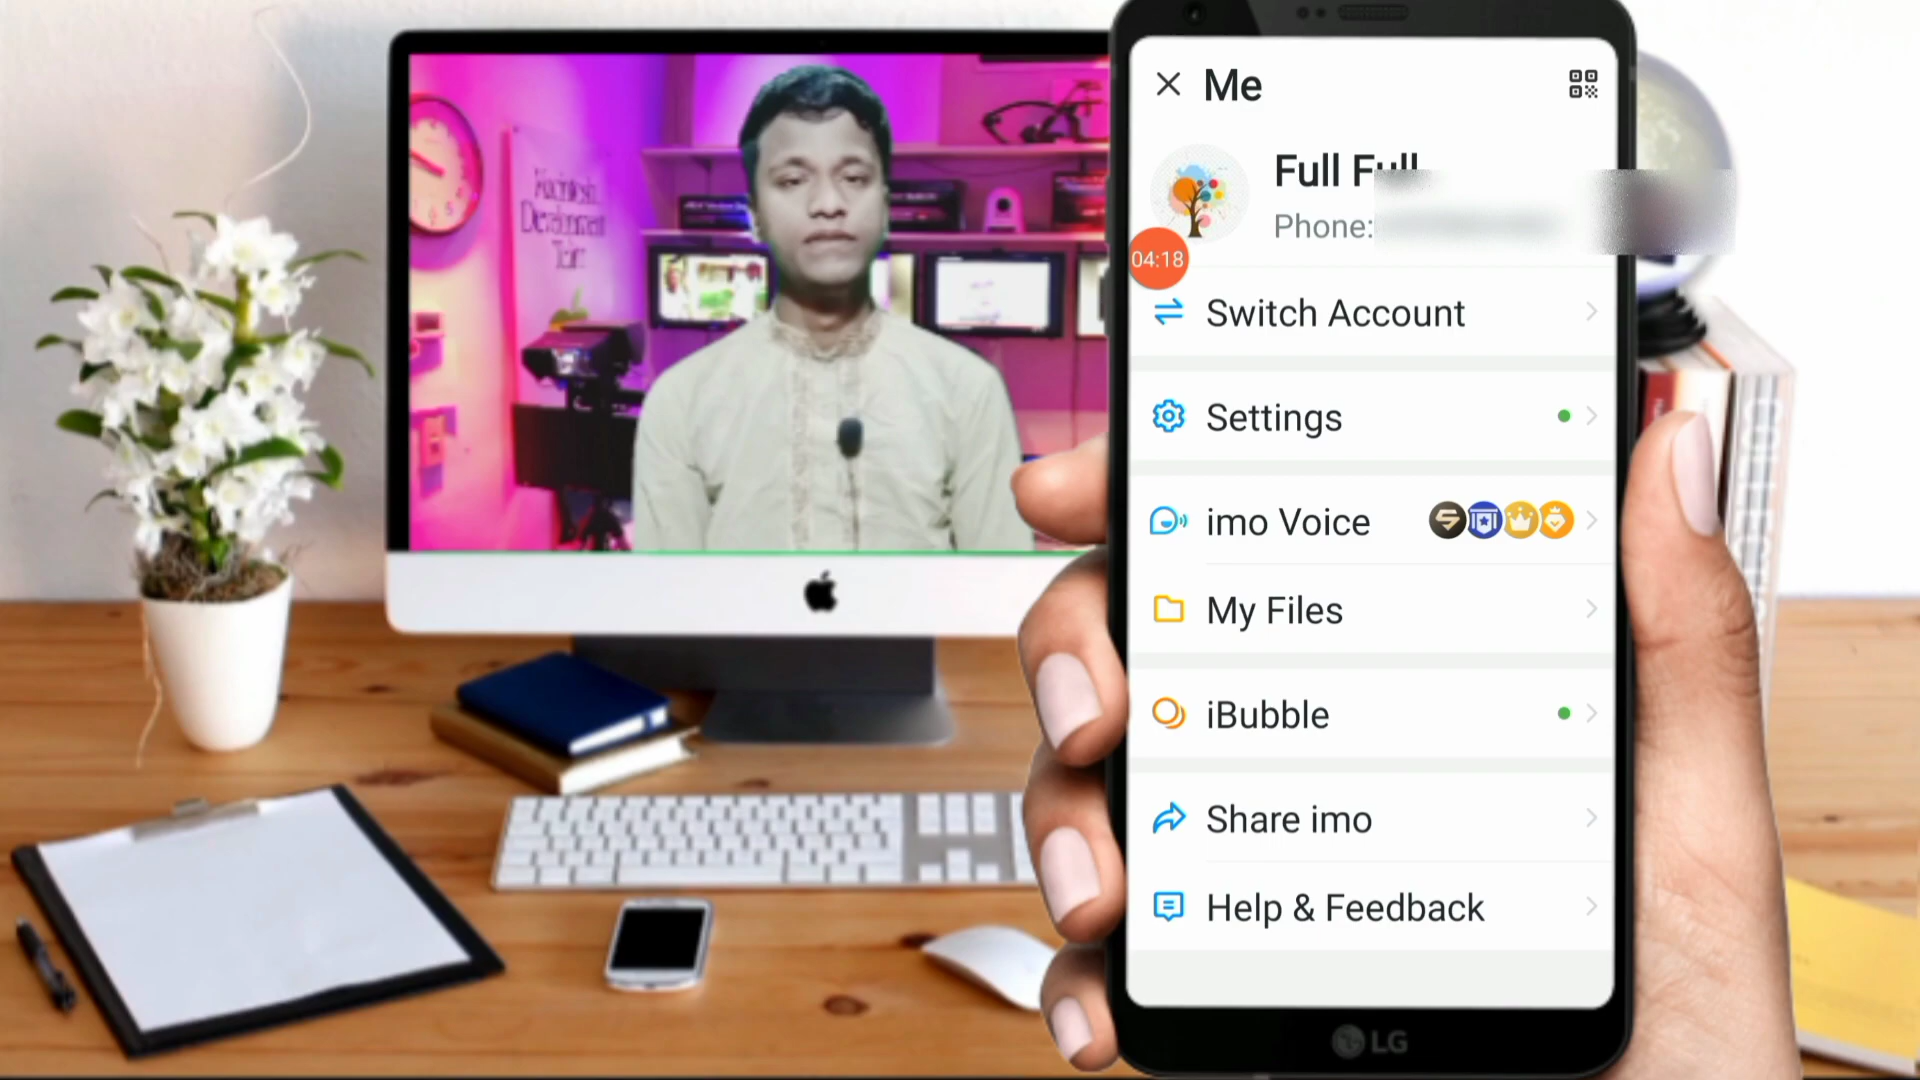 Me
Full Full
Phone:
04:18
Switch Account
Settings
imo Voice
My Files
iBubble
Share imo
Help & Feedback
LG